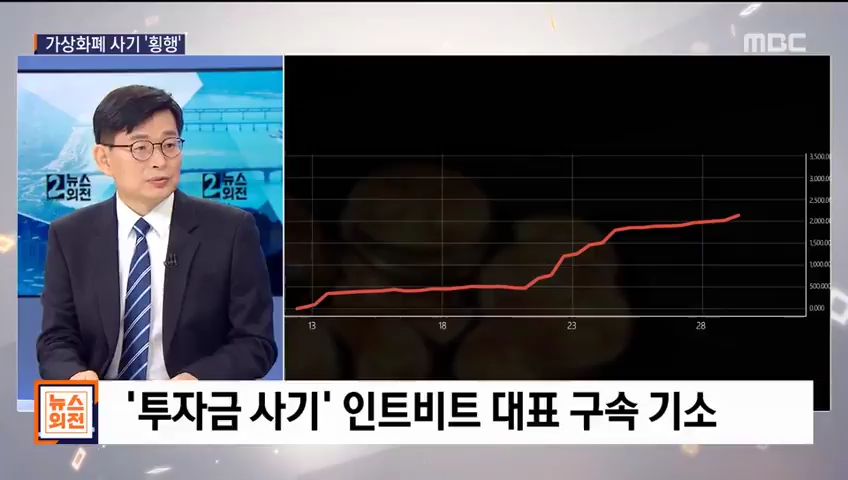 가상화폐 사기 '횡행'
MBC
2 뉴스
외전
2 뉴스
외전
3,500.00
3,000.00
2,500.00
2,000.00
1,500.00
1,000.00
500.000
0.000
13
18
23
28
뉴스
외전
'투자금 사기' 인트비트 대표 구속 기소